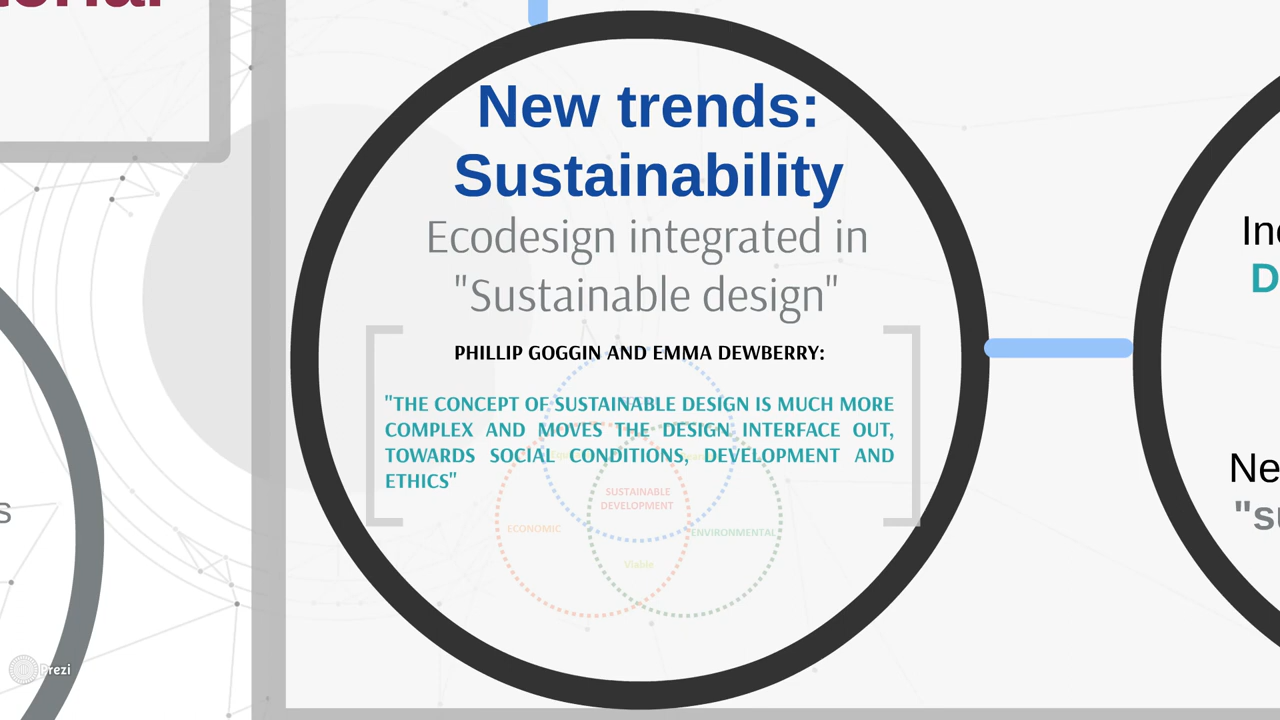 New trends:
Sustainability
Ecodesign integrated in
"Sustainable design"
PHILLIP GOGGIN AND EMMA DEWBERRY:
"THE CONCEPT OF SUSTAINABLE DESIGN IS MUCH MORE
COMPLEX AND MOVES THE DESIGN INTERFACE OUT,
TOWARDS SOCIAL CONDITIONS, DEVELOPMENT AND
ETHICS"
SUSTAINABLE
DEVELOPMENT
ECONOMIC
ENVIRONMENTAL
Viable
s
Prezi